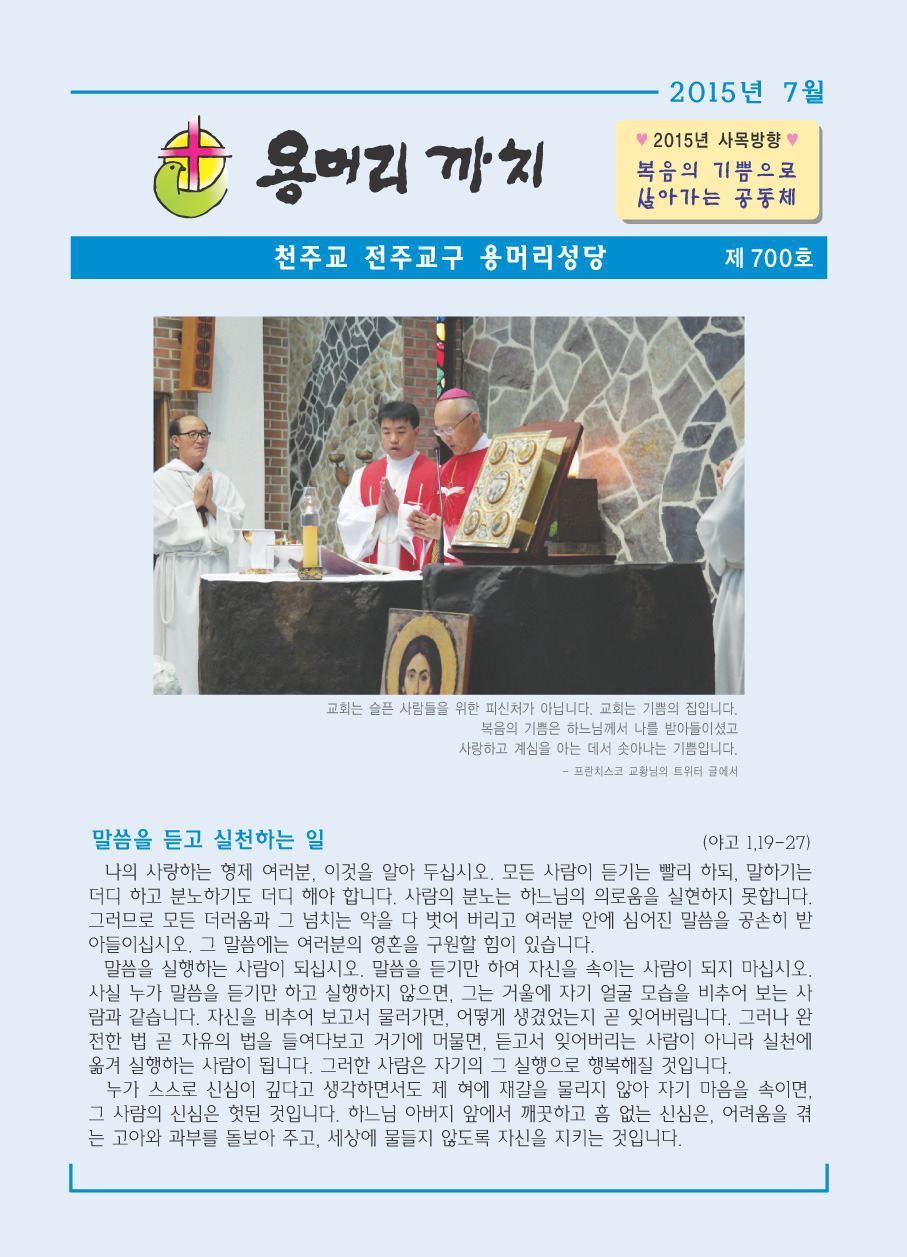 2015년 7월
용머리 까치
♥ 2015년 사목방향 ♥
복음의 기쁨으로
살아가는 공동체
천주교 전주교구 용머리성당 제 700호
교회는 슬픈 사람들을 위한 피신처가 아닙니다. 교회는 기쁨의 집입니다.
복음의 기쁨은 하느님께서 나를 받아들이셨고
사랑하고 계심을 아는 데서 솟아나는 기쁨입니다.
- 프란치스코 교황님의 트위터 글에서
말씀을 듣고 실천하는 일 (야고 1,19-27)
나의 사랑하는 형제 여러분, 이것을 알아 두십시오. 모든 사람이 듣기는 빨리 하되, 말하기는
더디 하고 분노하기도 더디 해야 합니다. 사람의 분노는 하느님의 의로움을 실현하지 못합니다.
그러므로 모든 더러움과 그 넘치는 악을 다 벗어 버리고 여러분 안에 심어진 말씀을 공손히 받
아들이십시오. 그 말씀에는 여러분의 영혼을 구원할 힘이 있습니다.
말씀을 실행하는 사람이 되십시오. 말씀을 듣기만 하여 자신을 속이는 사람이 되지 마십시오.
사실 누가 말씀을 듣기만 하고 실행하지 않으면, 그는 거울에 자기 얼굴 모습을 비추어 보는 사
람과 같습니다. 자신을 비추어 보고서 물러가면, 어떻게 생겼었는지 곧 잊어버립니다. 그러나 완
전한 법 곧 자유의 법을 들여다보고 거기에 머물면, 듣고서 잊어버리는 사람이 아니라 실천에
옮겨 실행하는 사람이 됩니다. 그러한 사람은 자기의 그 실행으로 행복해질 것입니다.
누가 스스로 신심이 깊다고 생각하면서도 제 혀에 재갈을 물리지 않아 자기 마음을 속이면,
그 사람의 신심은 헛된 것입니다. 하느님 아버지 앞에서 깨끗하고 흠 없는 신심은, 어려움을 겪
는 고아와 과부를 돌보아 주고, 세상에 물들지 않도록 자신을 지키는 것입니다.